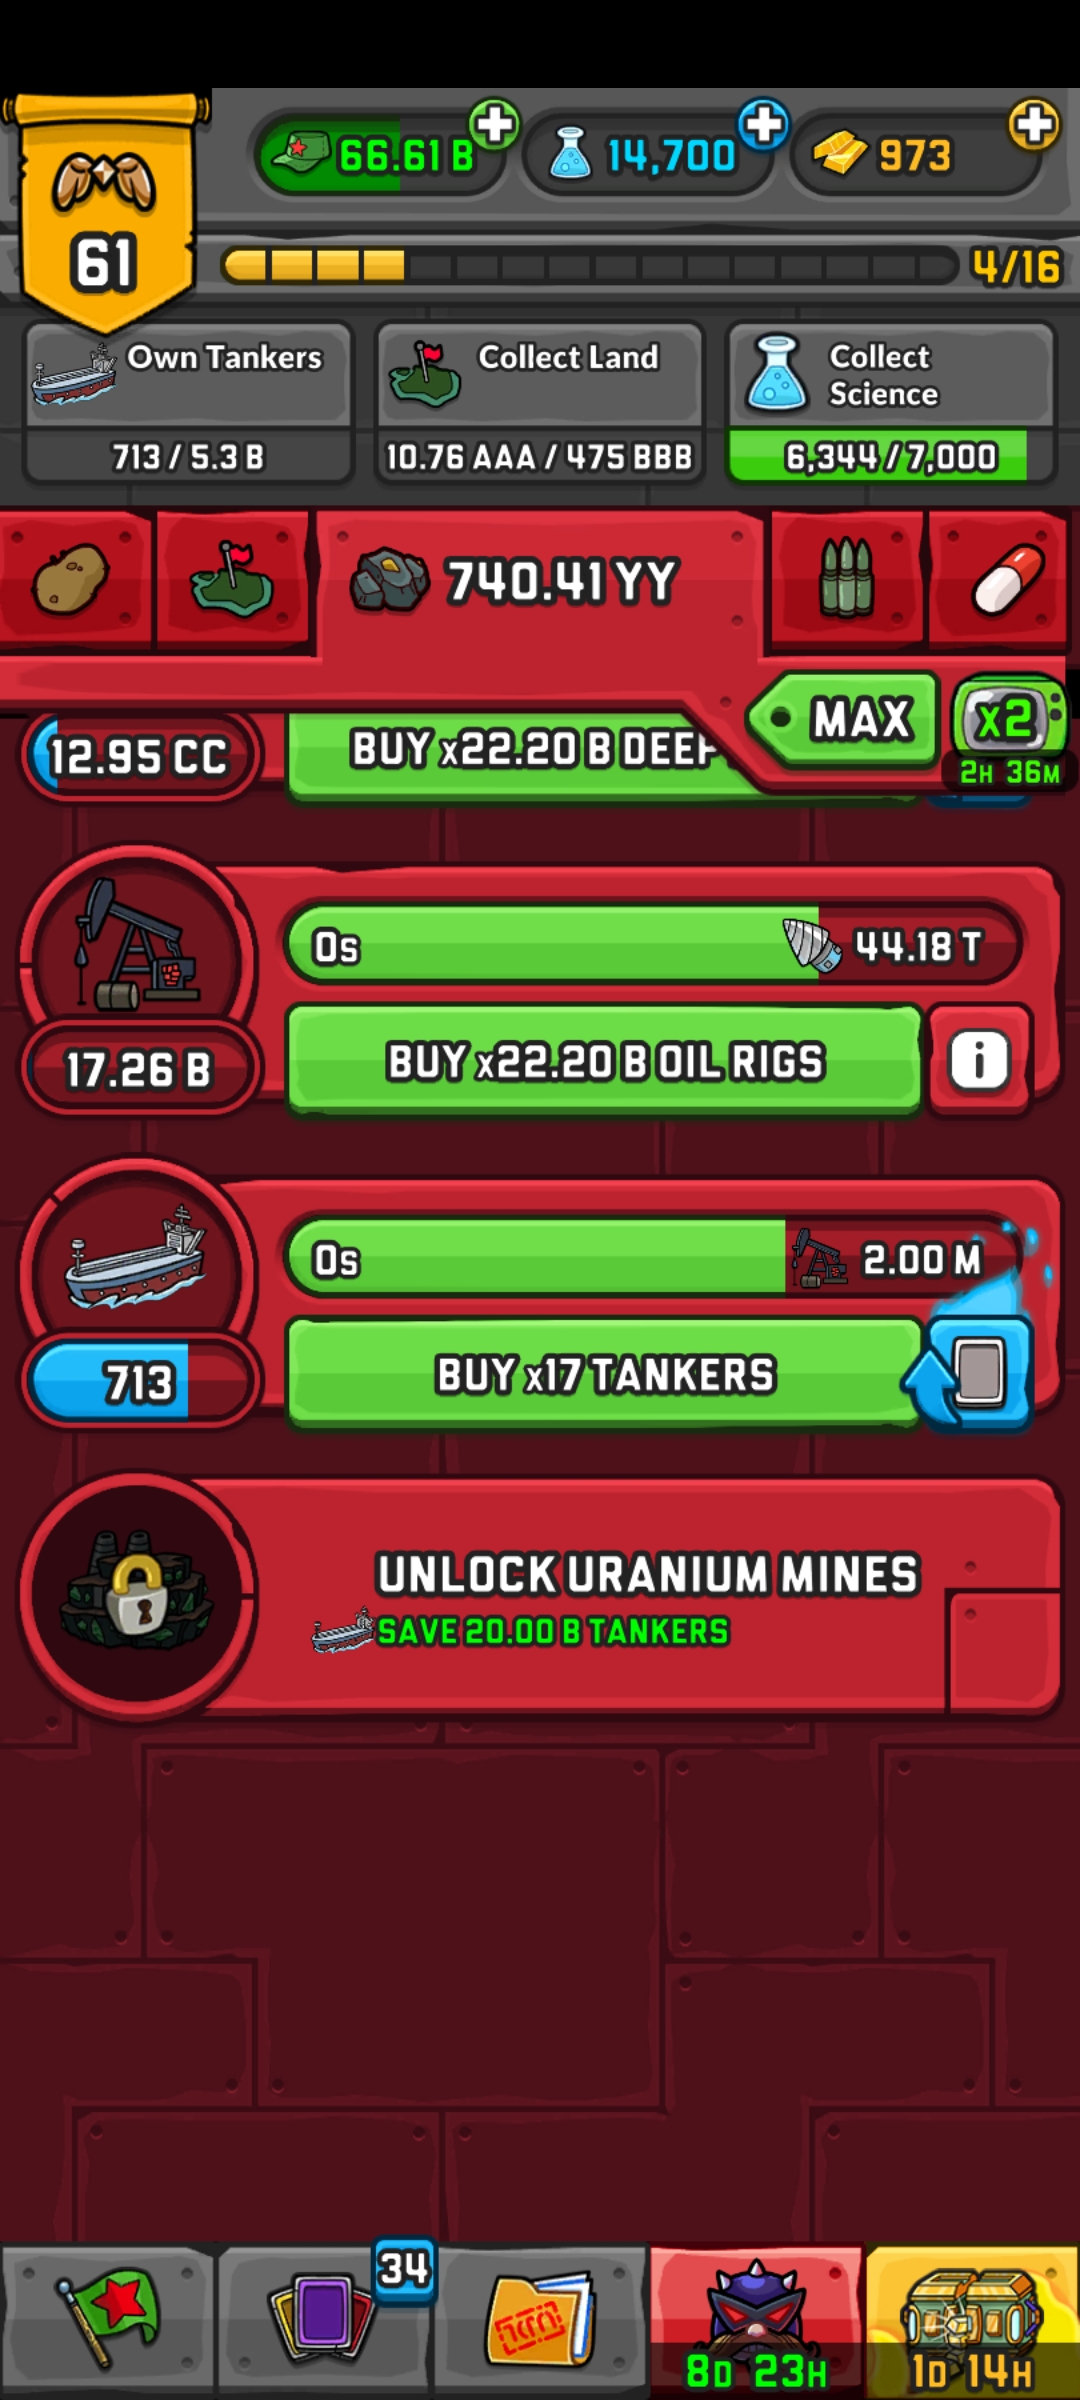 66.61 B
14,700
973
61
4/16
Own Tankers
713 / 5.3 B
Collect Land
10.76 AAA / 475 BBB
Collect
Science
6,344 / 7,000
740.41 YY
MAX
x2
2H 36M
12.95 CC
BUY x22.20 B DEEP
0s
44.18 T
17.26 B
BUY x22.20 B OIL RIGS
i
0s
2.00 M
713
BUY x17 TANKERS
UNLOCK URANIUM MINES
SAVE 20.00 B TANKERS
34
8D 23H
1D 14H